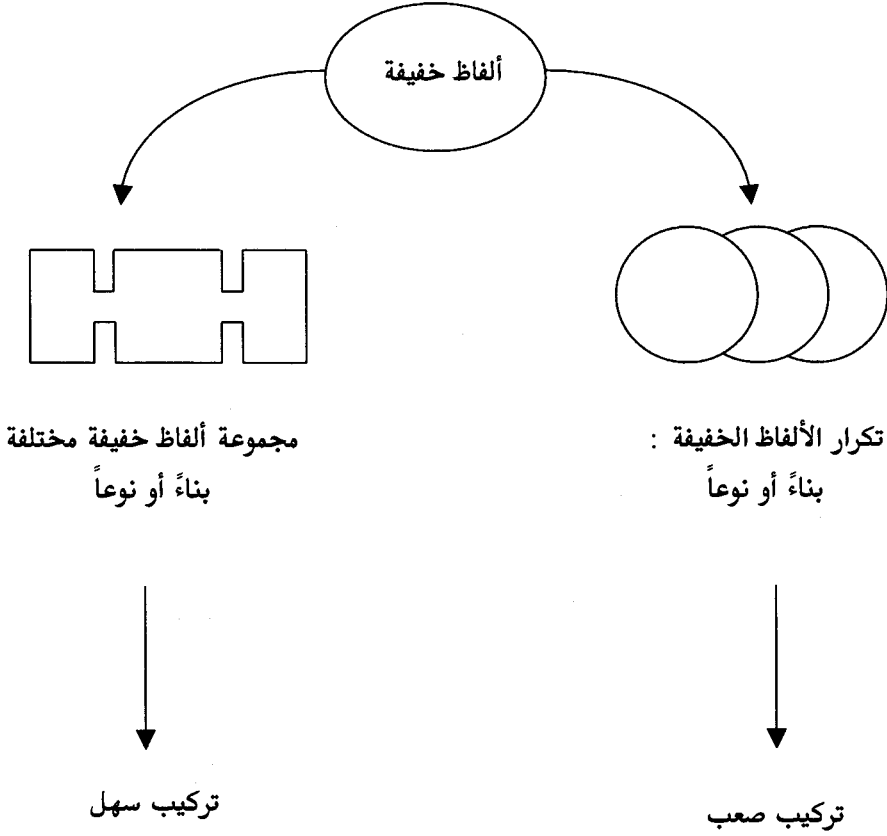 ألفاظ خفيفة
تكرار الألفاظ الخفيفة :
بناءً أو نوعاً
مجموعة ألفاظ خفيفة مختلفة
بناءً أو نوعاً
تركيب صعب
تركيب سهل